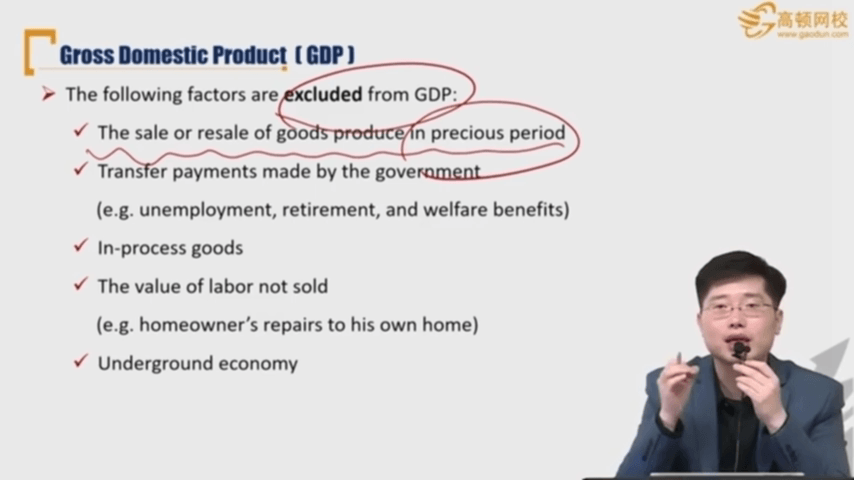 高顿网校
www.gaodun.com
Gross Domestic Product ( GDP )
The following factors are excluded from GDP:
The sale or resale of goods produce in precious period
Transfer payments made by the government
(e.g. unemployment, retirement, and welfare benefits)
In-process goods
The value of labor not sold
(e.g. homeowner's repairs to his own home)
Underground economy